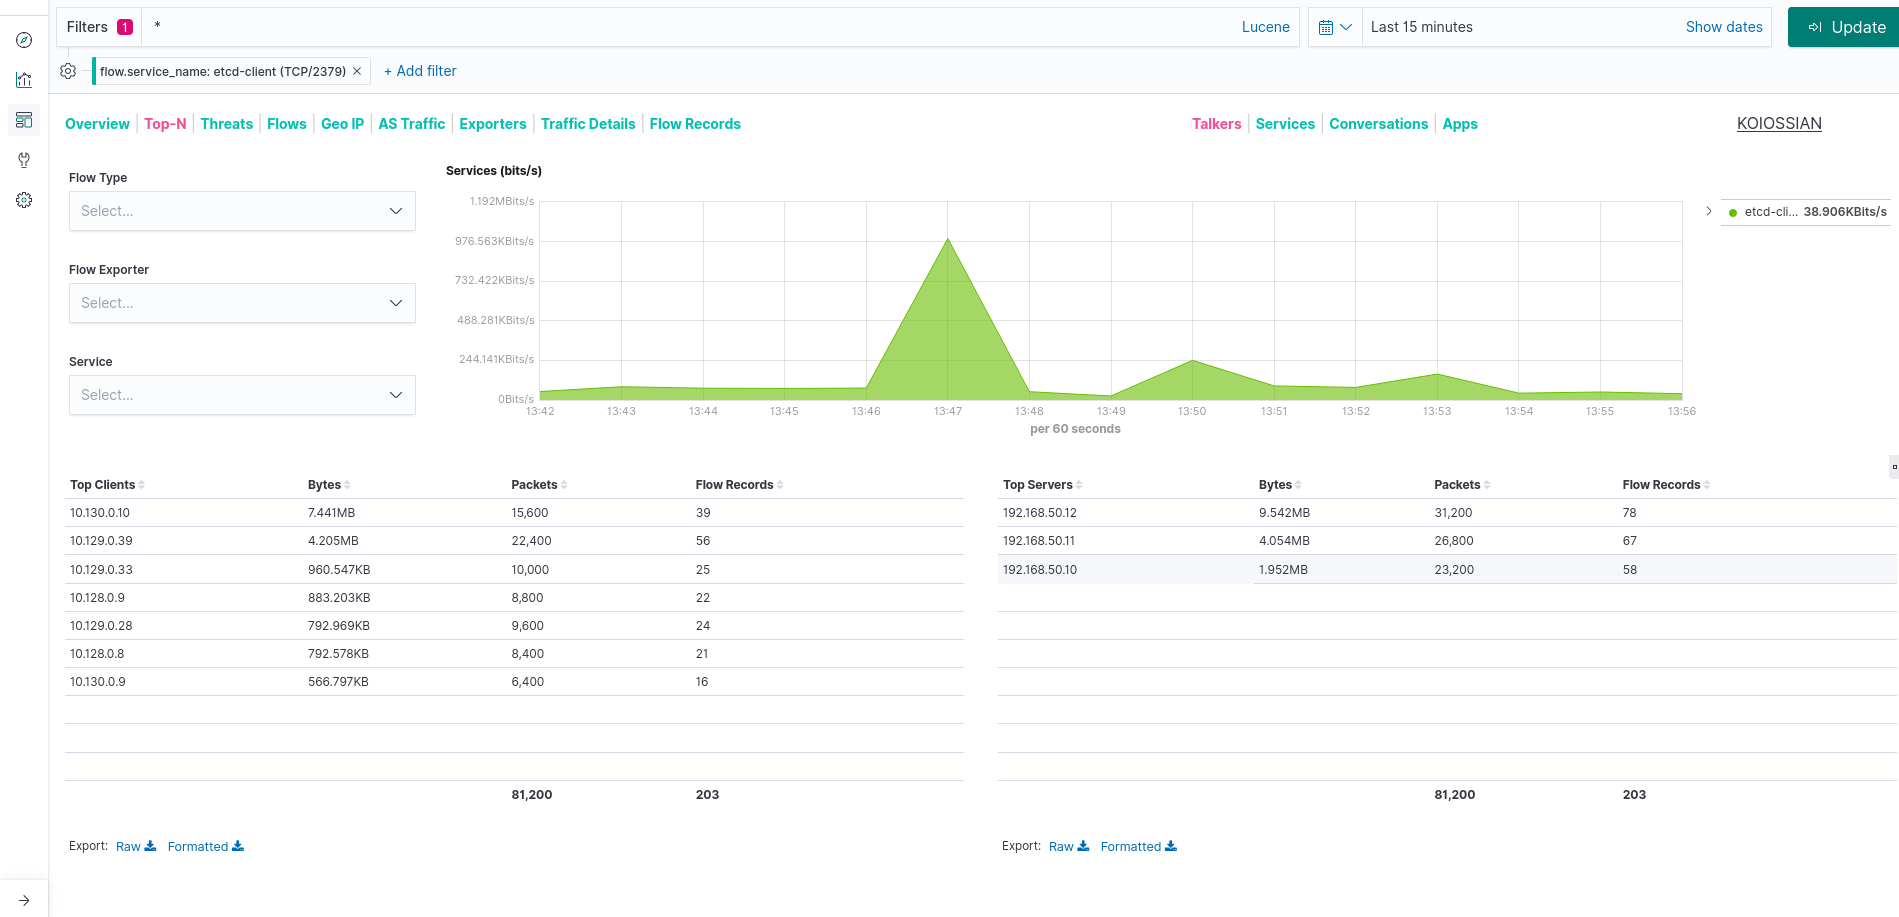 Filters 1 * Lucene Last 15 minutes Show dates Update
flow.service_name: etcd-client (TCP/2379) × + Add filter
Overview Top-N Threats Flows Geo IP AS Traffic Exporters Traffic Details Flow Records Talkers Services Conversations Apps KOIOSSIAN
Flow Type
Select...
Flow Exporter
Select...
Service
Select...
Services (bits/s)
1.192MBits/s
976.563KBits/s
732.422KBits/s
488.281KBits/s
244.141KBits/s
0Bits/s
13:42 13:43 13:44 13:45 13:46 13:47 13:48 13:49 13:50 13:51 13:52 13:53 13:54 13:55 13:56
per 60 seconds
etcd-cli... 38.906KBits/s
Top Clients Bytes Packets Flow Records
10.130.0.10 7.441MB 15,600 39
10.129.0.39 4.205MB 22,400 56
10.129.0.33 960.547KB 10,000 25
10.128.0.9 883.203KB 8,800 22
10.129.0.28 792.969KB 9,600 24
10.128.0.8 792.578KB 8,400 21
10.130.0.9 566.797KB 6,400 16
81,200 203
Export: Raw Formatted
Top Servers Bytes Packets Flow Records
192.168.50.12 9.542MB 31,200 78
192.168.50.11 4.054MB 26,800 67
192.168.50.10 1.952MB 23,200 58
81,200 203
Export: Raw Formatted